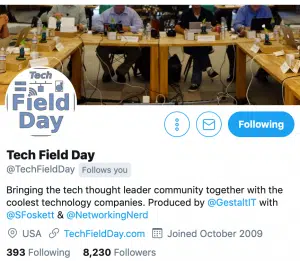 Tech
Field
Day
Following
Tech Field Day
@TechFieldDay Follows you
Bringing the tech thought leader community together with the
coolest technology companies. Produced by @GestaltIT with
@SFoskett & @NetworkingNerd
USA TechFieldDay.com Joined October 2009
393 Following 8,230 Followers